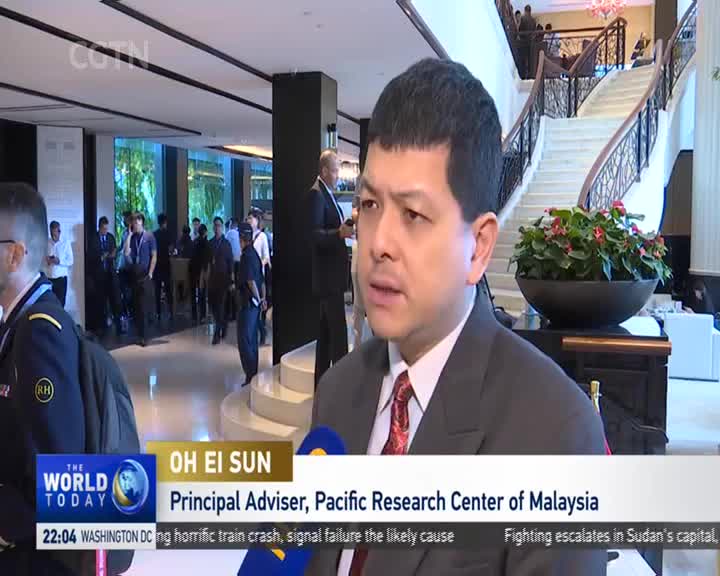 CGTN
RH
OH EI SUN
THE
WORLD
TODAY
Principal Adviser, Pacific Research Center of Malaysia
22:04 WASHINGTON DC
ng horrific train crash, signal failure the likely cause Fighting escalates in Sudan's capital,